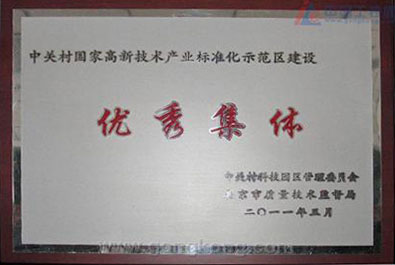 中关村国家高新技术产业标准化示范区建设
优秀集体
中关村科技园区管理委员会
北京市质量技术监督局
二〇一一年三月